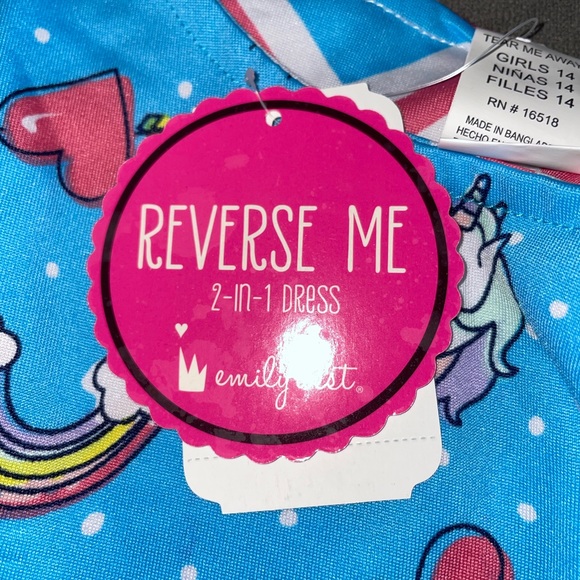 TEAR ME AWAY
GIRLS 14
NIÑAS 14
FILLES 14
RN # 16518
MADE IN
HECHO
REVERSE ME
2-IN-1 DRESS
emily